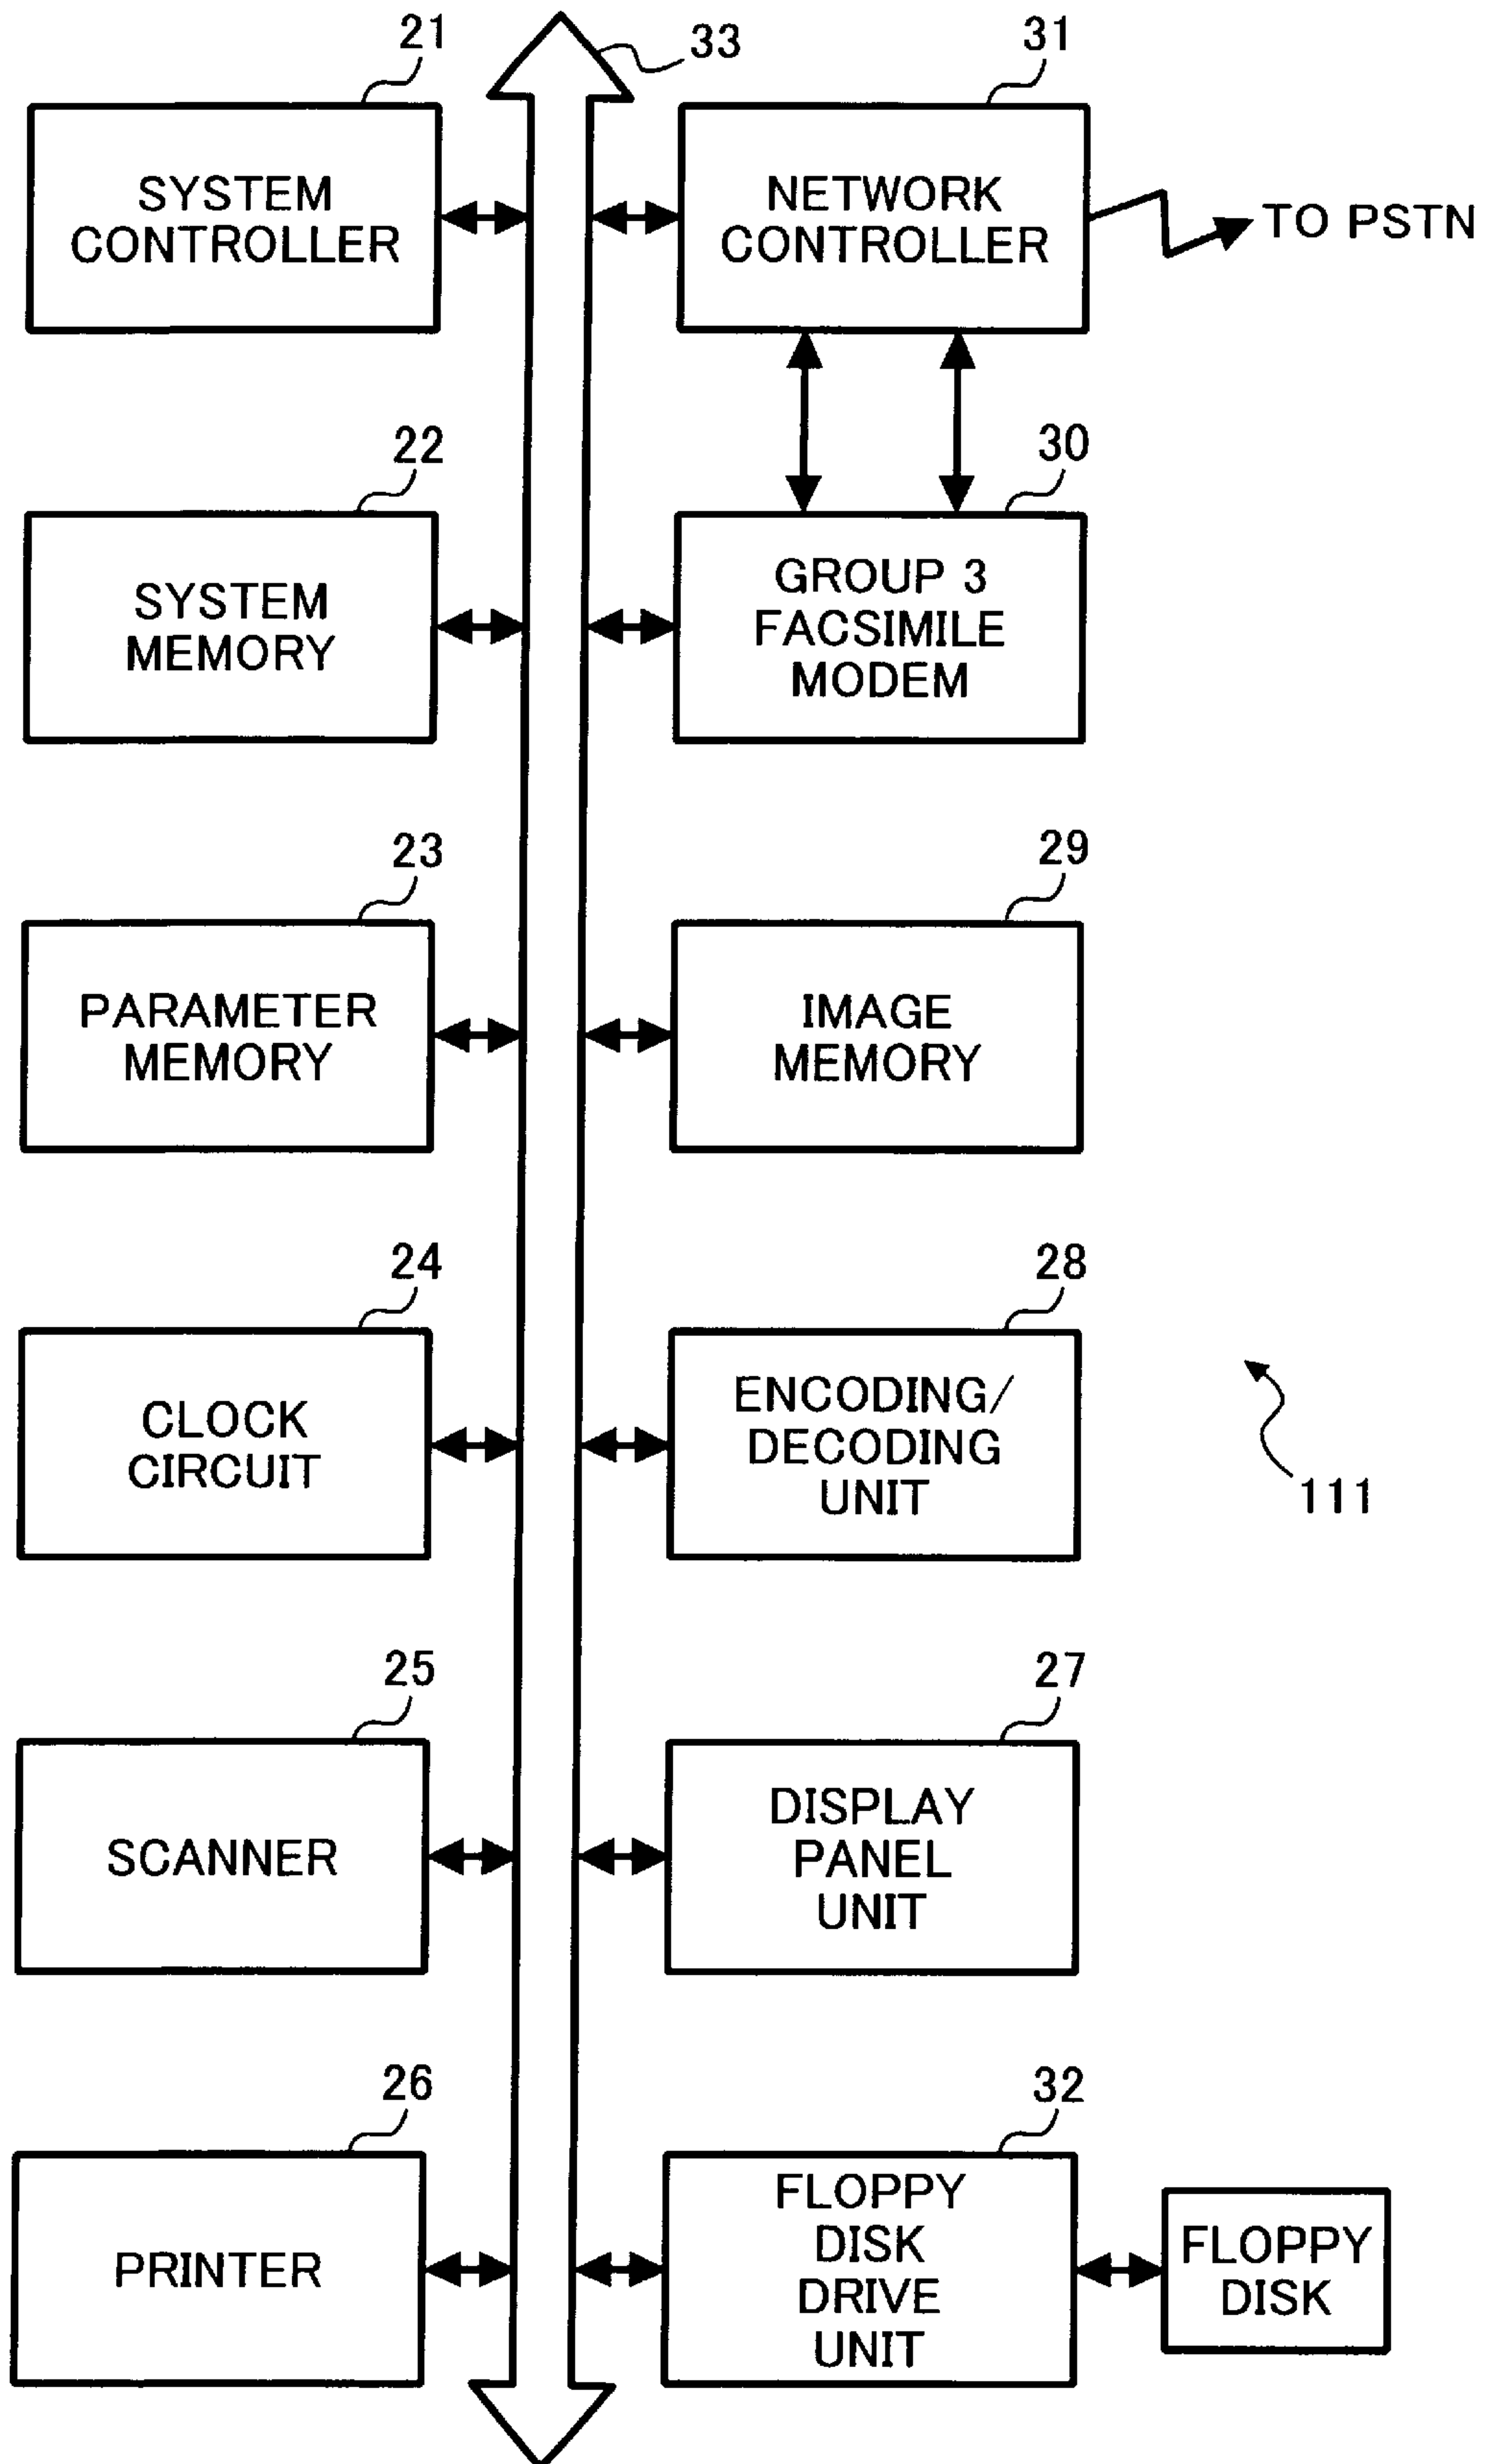 21
33
31
SYSTEM
CONTROLLER
NETWORK
CONTROLLER
TO PSTN
22
30
SYSTEM
MEMORY
GROUP 3
FACSIMILE
MODEM
23
29
PARAMETER
MEMORY
IMAGE
MEMORY
24
28
CLOCK
CIRCUIT
ENCODING/
DECODING
UNIT
111
25
27
SCANNER
DISPLAY
PANEL
UNIT
26
32
PRINTER
FLOPPY
DISK
DRIVE
UNIT
FLOPPY
DISK